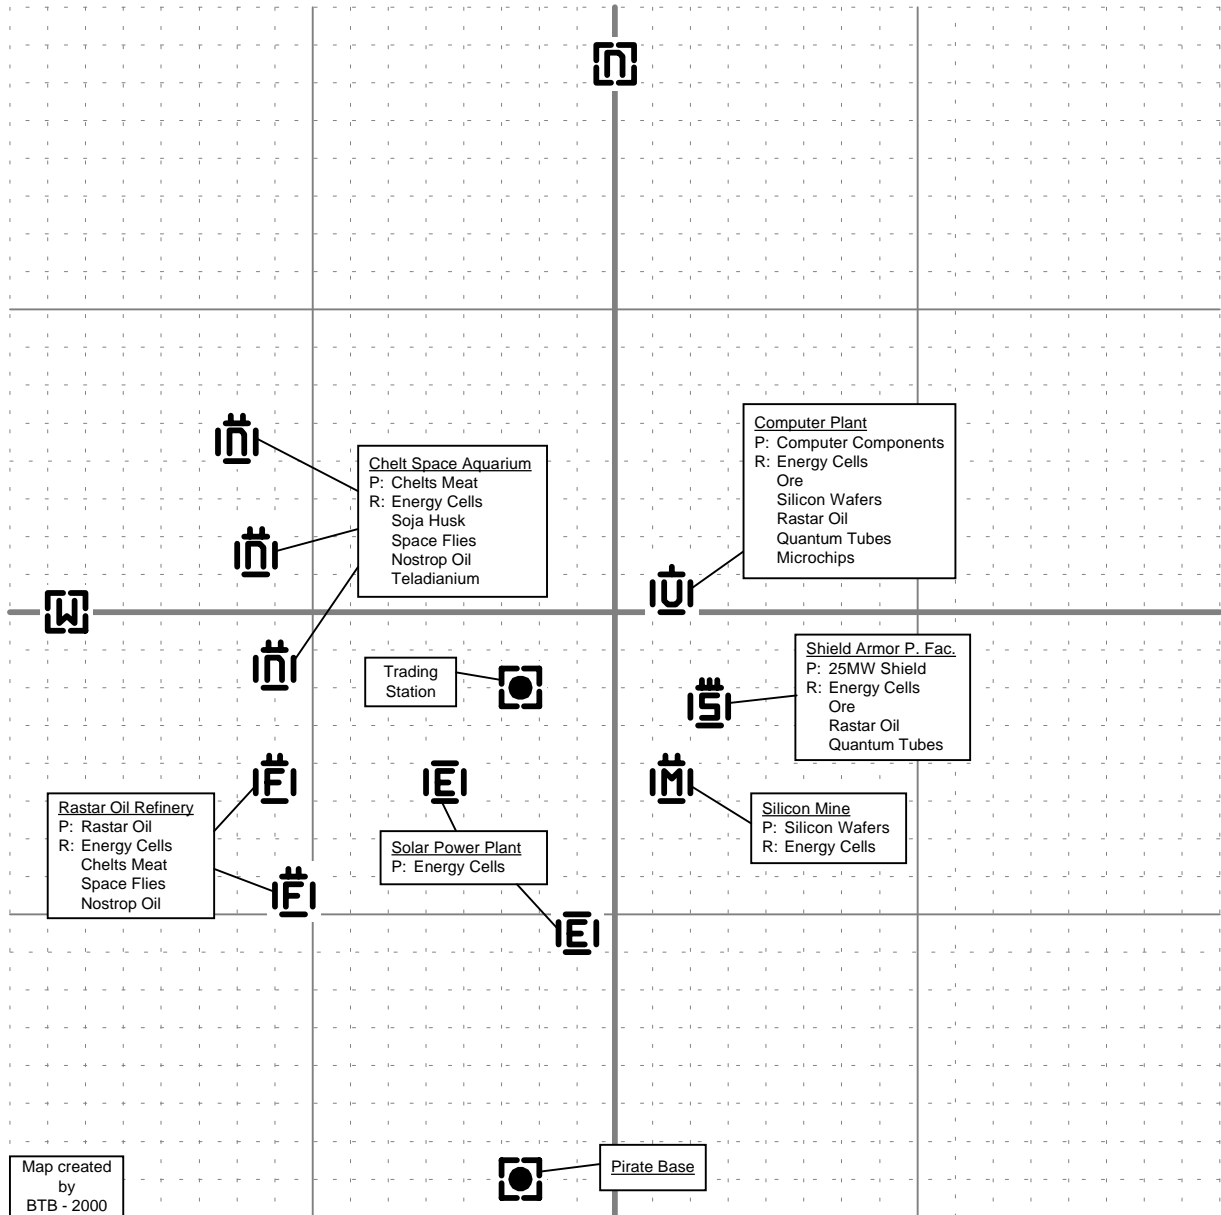 n
n
Computer Plant
P: Computer Components
R: Energy Cells
Ore
Silicon Wafers
Rastar Oil
Quantum Tubes
Microchips
Chelt Space Aquarium
P: Chelts Meat
R: Energy Cells
Soja Husk
Space Flies
Nostrop Oil
Teladianium
n
U
W
n
Trading
Station
Shield Armor P. Fac.
P: 25MW Shield
R: Energy Cells
Ore
Rastar Oil
Quantum Tubes
S
F
E
M
Rastar Oil Refinery
P: Rastar Oil
R: Energy Cells
Chelts Meat
Space Flies
Nostrop Oil
Silicon Mine
P: Silicon Wafers
R: Energy Cells
Solar Power Plant
P: Energy Cells
F
E
Pirate Base
Map created
by
BTB - 2000